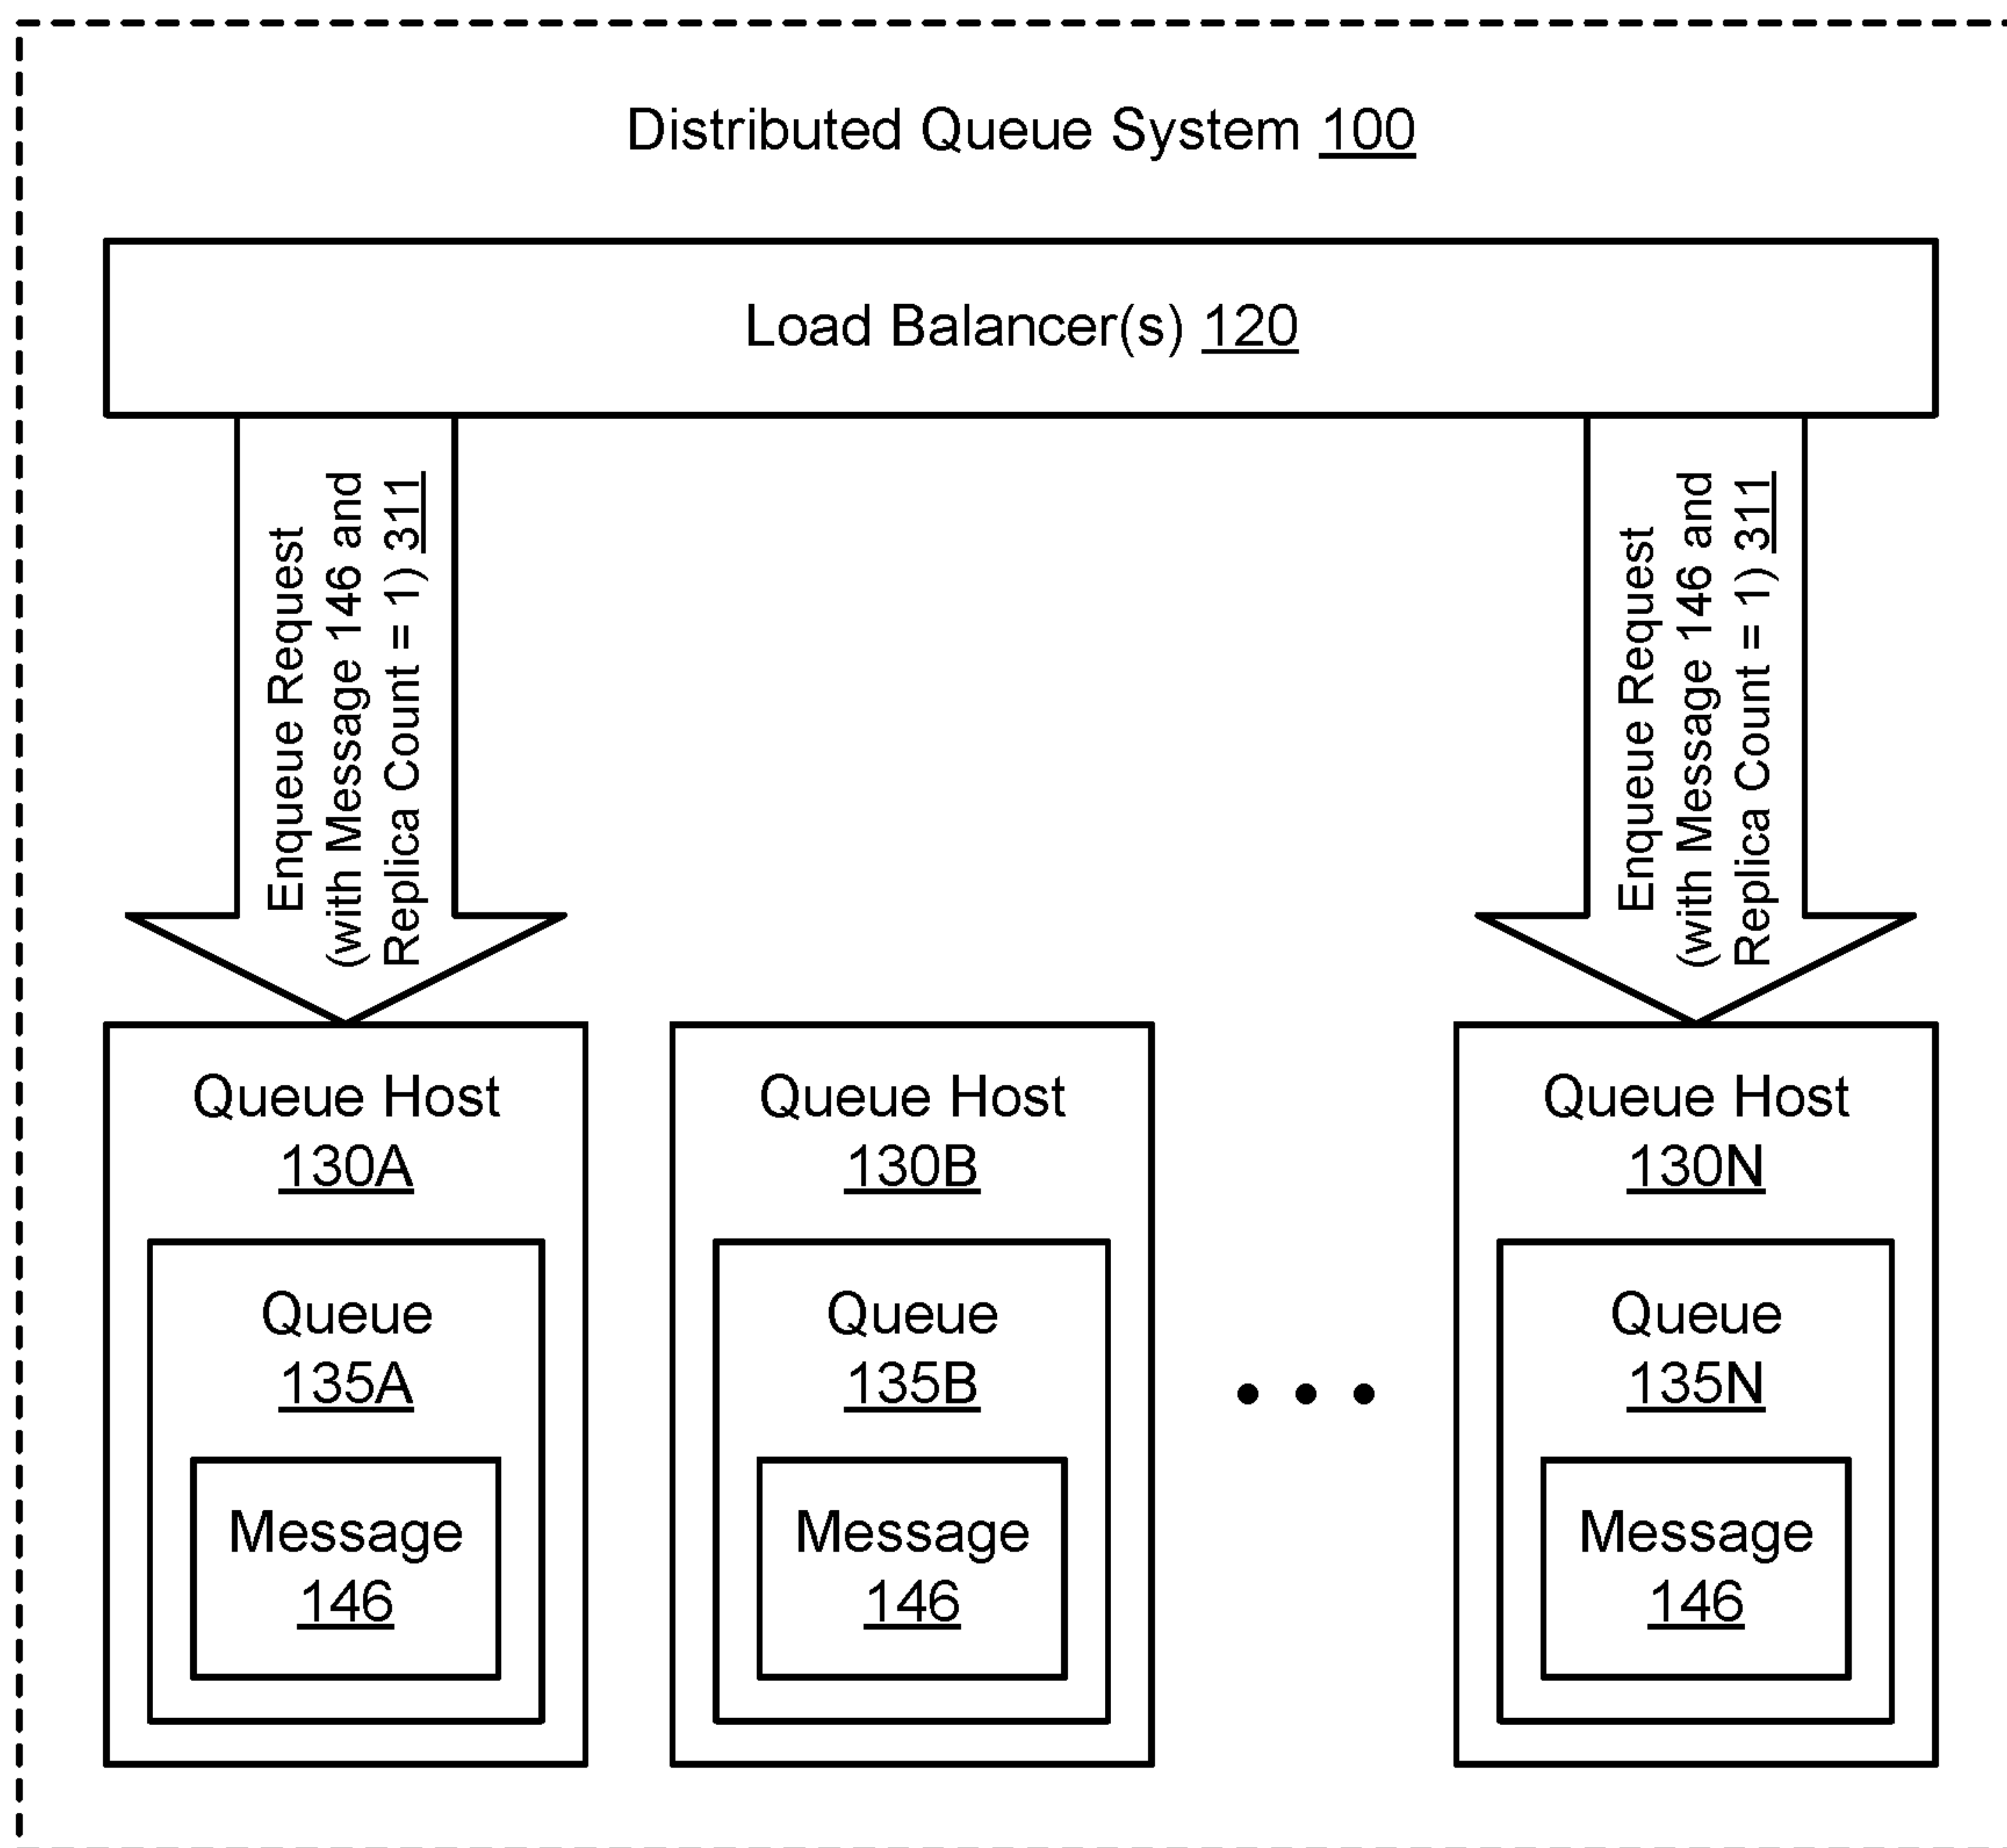 Distributed Queue System 100
Load Balancer(s) 120
Enqueue Request
(with Message 146 and
Replica Count = 1) 311
Enqueue Request
(with Message 146 and
Replica Count = 1) 311
Queue Host
130A
Queue
135A
Message
146
Queue Host
130B
Queue
135B
Message
146
Queue Host
130N
Queue
135N
Message
146